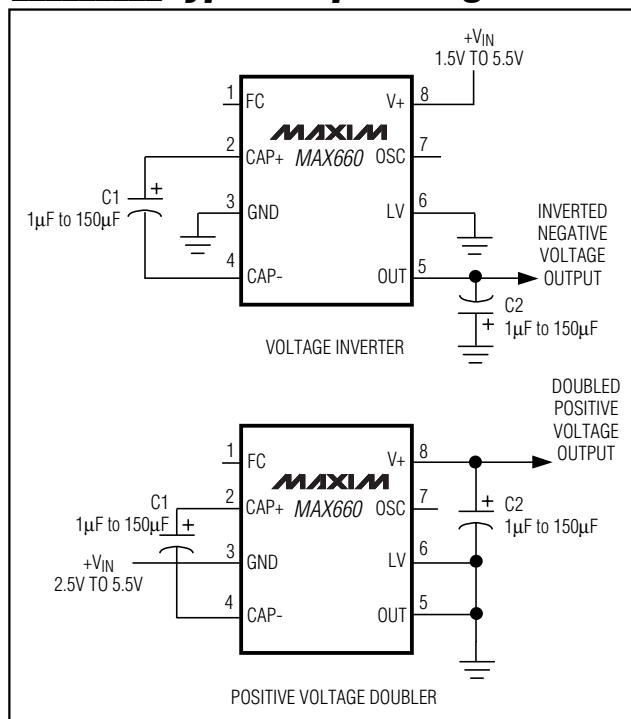 +VIN
1.5V TO 5.5V
1 FC
V+ 8
MAXIM
MAX660
2 CAP+
OSC 7
C1
1µF to 150µF
+
3 GND
LV 6
4 CAP-
OUT 5
INVERTED
NEGATIVE
VOLTAGE
OUTPUT
C2
+ 1µF to 150µF
VOLTAGE INVERTER
DOUBLED
POSITIVE
VOLTAGE
OUTPUT
1 FC
V+ 8
MAXIM
MAX660
2 CAP+
OSC 7
C1
1µF to 150µF
+
+VIN
2.5V TO 5.5V
3 GND
LV 6
4 CAP-
OUT 5
+ C2
1µF to 150µF
POSITIVE VOLTAGE DOUBLER